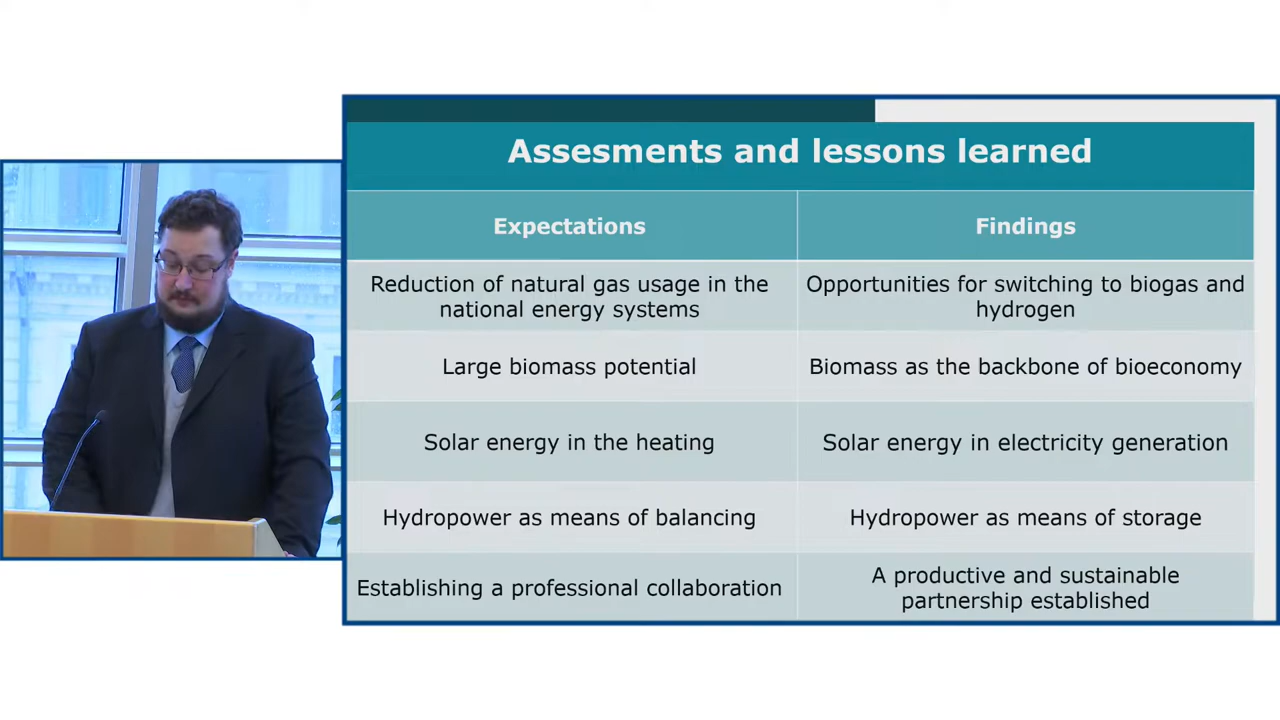 Assesments and lessons learned
Expectations
Findings
Reduction of natural gas usage in the
national energy systems
Opportunities for switching to biogas and
hydrogen
Large biomass potential
Biomass as the backbone of bioeconomy
Solar energy in the heating
Solar energy in electricity generation
Hydropower as means of balancing
Hydropower as means of storage
Establishing a professional collaboration
A productive and sustainable
partnership established